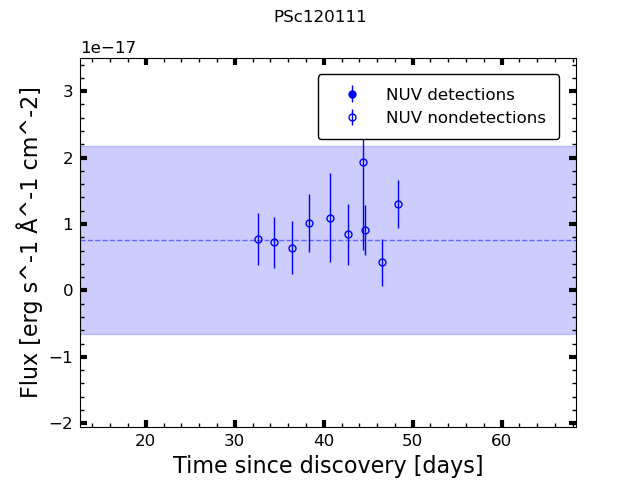 PSc120111
1e−17
NUV detections
NUV nondetections
3
2
1
0
−1
−2
Flux [erg s^-1 Å^-1 cm^-2]
20 30 40 50 60
Time since discovery [days]